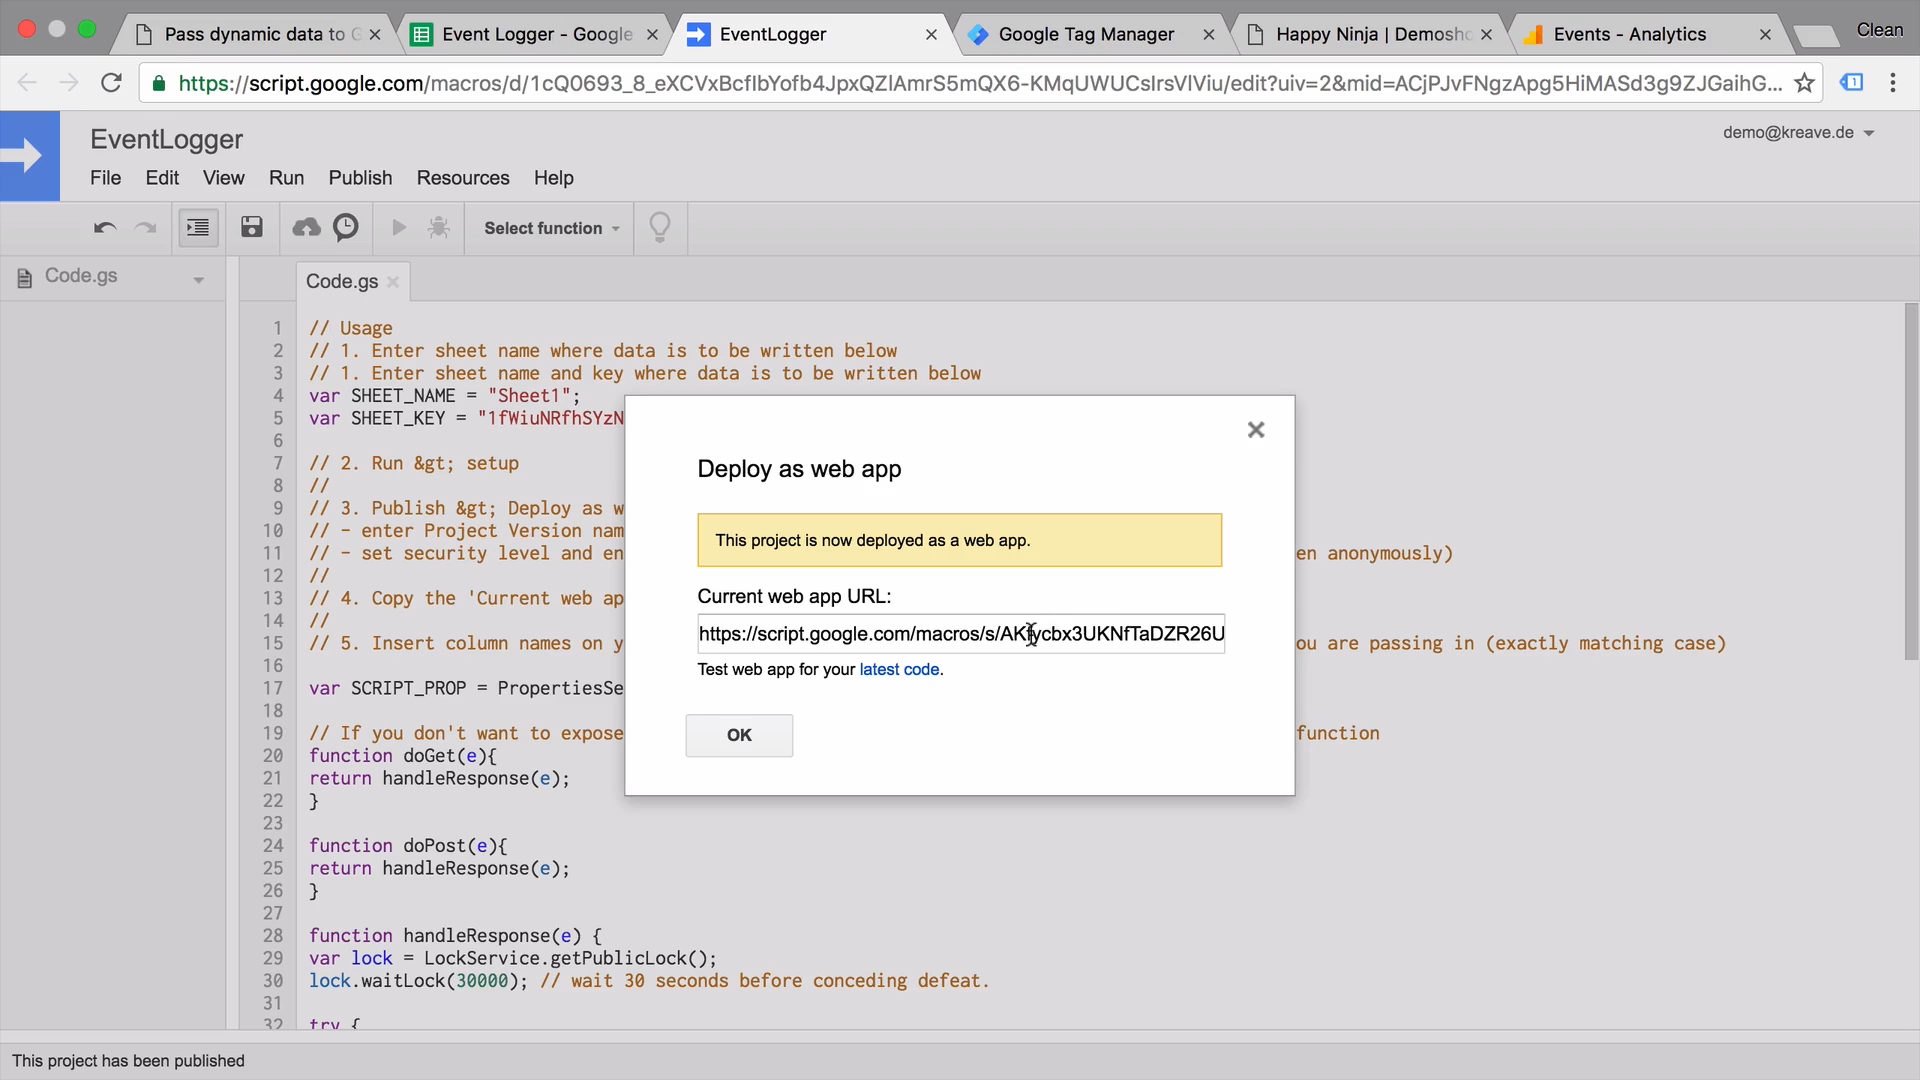 Pass dynamic data to G
Event Logger - Google
EventLogger
Google Tag Manager
Happy Ninja | Demosho
Events - Analytics
Clean
https://script.google.com/macros/d/1cQ0693_8_eXCVxBcfIbYofb4JpxQZlAmrS5mQX6-KMqUWUCsIrsVIViu/edit?uiv=2&mid=ACjPJvFNgzApg5HiMASd3g9ZJGaihG...
EventLogger
demo@kreave.de
File Edit View Run Publish Resources Help
Select function
Code.gs
Code.gs
1 // Usage
2 // 1. Enter sheet name where data is to be written below
3 // 1. Enter sheet name and key where data is to be written below
4 var SHEET_NAME = "Sheet1";
5 var SHEET_KEY = "1fWiuNRfhSYzN
6
7 // 2. Run &gt; setup
8 //
9 // 3. Publish &gt; Deploy as w
10 // - enter Project Version nam
11 // - set security level and en en anonymously)
12 //
13 // 4. Copy the 'Current web ap
14 //
15 // 5. Insert column names on y ou are passing in (exactly matching case)
16
17 var SCRIPT_PROP = PropertiesSe
18
19 // If you don't want to expose function
20 function doGet(e){
21 return handleResponse(e);
22 }
23
24 function doPost(e){
25 return handleResponse(e);
26 }
27
28 function handleResponse(e) {
29 var lock = LockService.getPublicLock();
30 lock.waitLock(30000); // wait 30 seconds before conceding defeat.
31
32 try {
Deploy as web app
This project is now deployed as a web app.
Current web app URL:
https://script.google.com/macros/s/AKfycbx3UKNfTaDZR26U
Test web app for your latest code.
OK
This project has been published